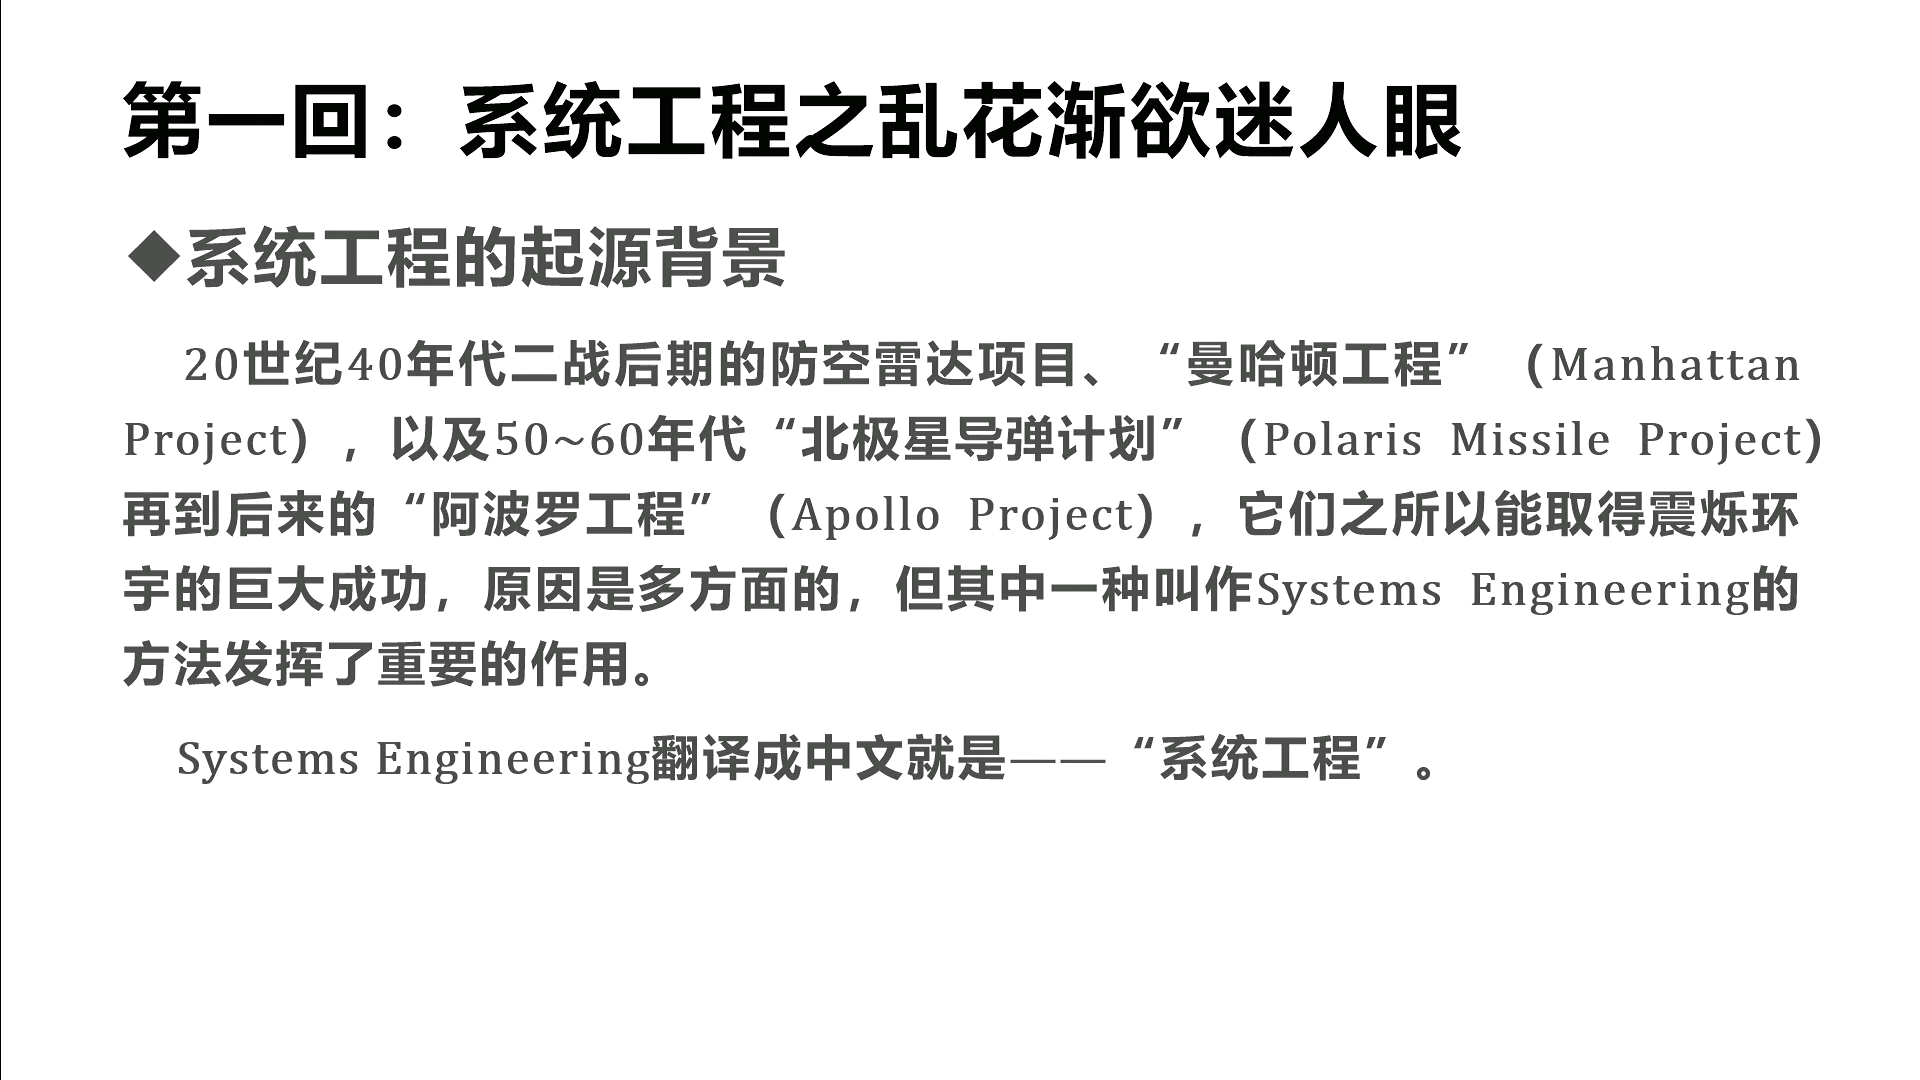 第一回：系统工程之乱花渐欲迷人眼
◆系统工程的起源背景
20世纪40年代二战后期的防空雷达项目、“曼哈顿工程”（Manhattan
Project），以及50~60年代“北极星导弹计划”（Polaris Missile Project）
再到后来的“阿波罗工程”（Apollo Project），它们之所以能取得震烁环
宇的巨大成功，原因是多方面的，但其中一种叫作Systems Engineering的
方法发挥了重要的作用。
Systems Engineering翻译成中文就是——“系统工程”。